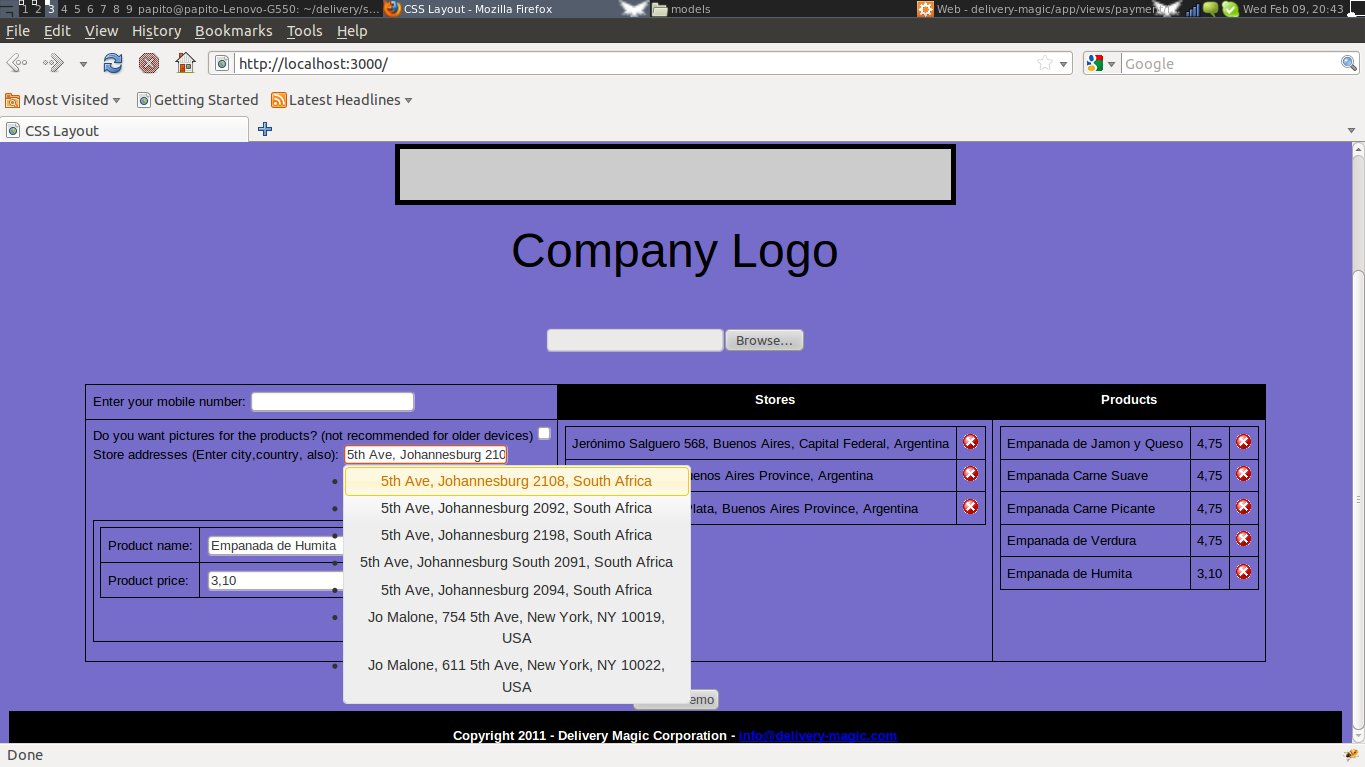 1 2 3 4 5 6 7 8 9 papito@papito-Lenovo-G550: ~/delivery/s... CSS Layout - Mozilla Firefox models Web - delivery-magic/app/views/payment Wed Feb 09, 20:43
File Edit View History Bookmarks Tools Help
http://localhost:3000/ Google
Most Visited Getting Started Latest Headlines
CSS Layout
Company Logo
Browse...
Enter your mobile number: Stores Products
Do you want pictures for the products? (not recommended for older devices)
Store addresses (Enter city,country, also): 5th Ave, Johannesburg 210
5th Ave, Johannesburg 2108, South Africa
5th Ave, Johannesburg 2092, South Africa
5th Ave, Johannesburg 2198, South Africa
5th Ave, Johannesburg South 2091, South Africa
5th Ave, Johannesburg 2094, South Africa
Jo Malone, 754 5th Ave, New York, NY 10019,
USA
Jo Malone, 611 5th Ave, New York, NY 10022,
USA
Product name: Empanada de Humita
Product price: 3,10
Jerónimo Salguero 568, Buenos Aires, Capital Federal, Argentina
Aires Province, Argentina
Plata, Buenos Aires Province, Argentina
Empanada de Jamon y Queso 4,75
Empanada Carne Suave 4,75
Empanada Carne Picante 4,75
Empanada de Verdura 4,75
Empanada de Humita 3,10
emo
Copyright 2011 - Delivery Magic Corporation - info@delivery-magic.com
Done